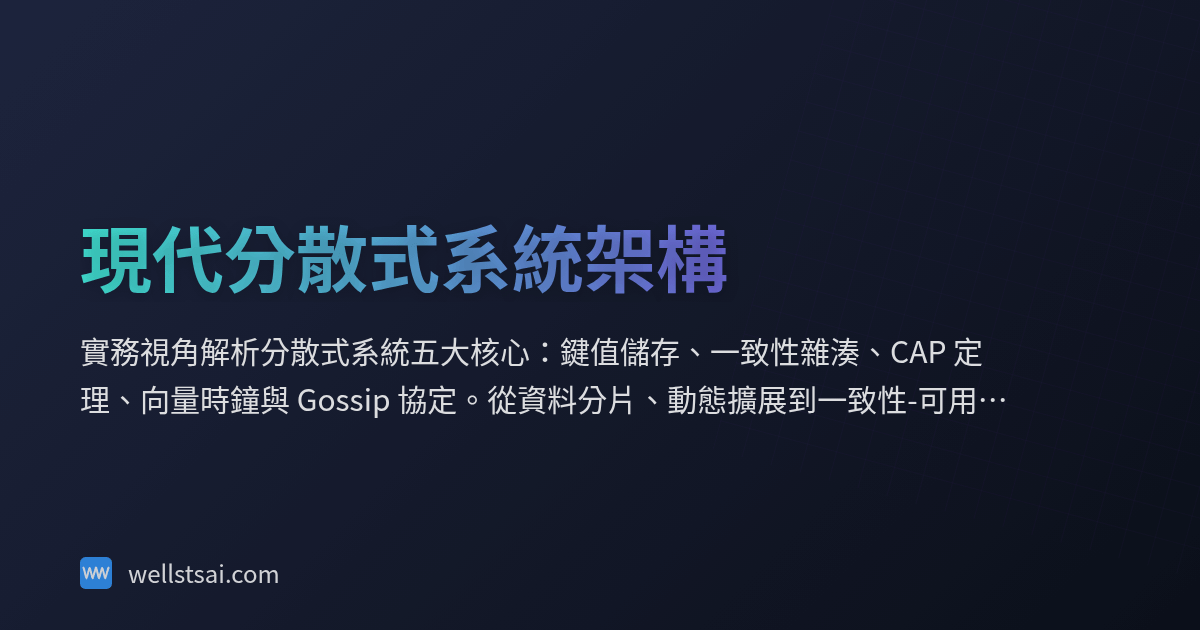 現代分散式系統架構
實務視角解析分散式系統五大核心：鍵值儲存、一致性雜湊、CAP 定
理、向量時鐘與 Gossip 協定。從資料分片、動態擴展到一致性-可用…
W wellstsai.com